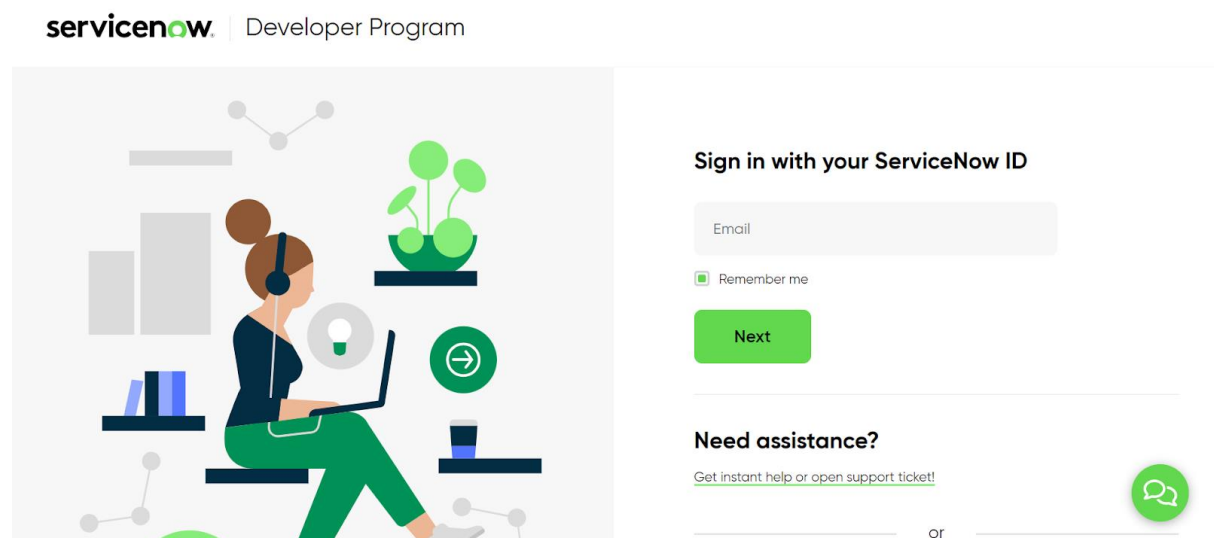 servicenow. Developer Program
Sign in with your ServiceNow ID
Email
Remember me
Next
Need assistance?
Get instant help or open support ticket!
or